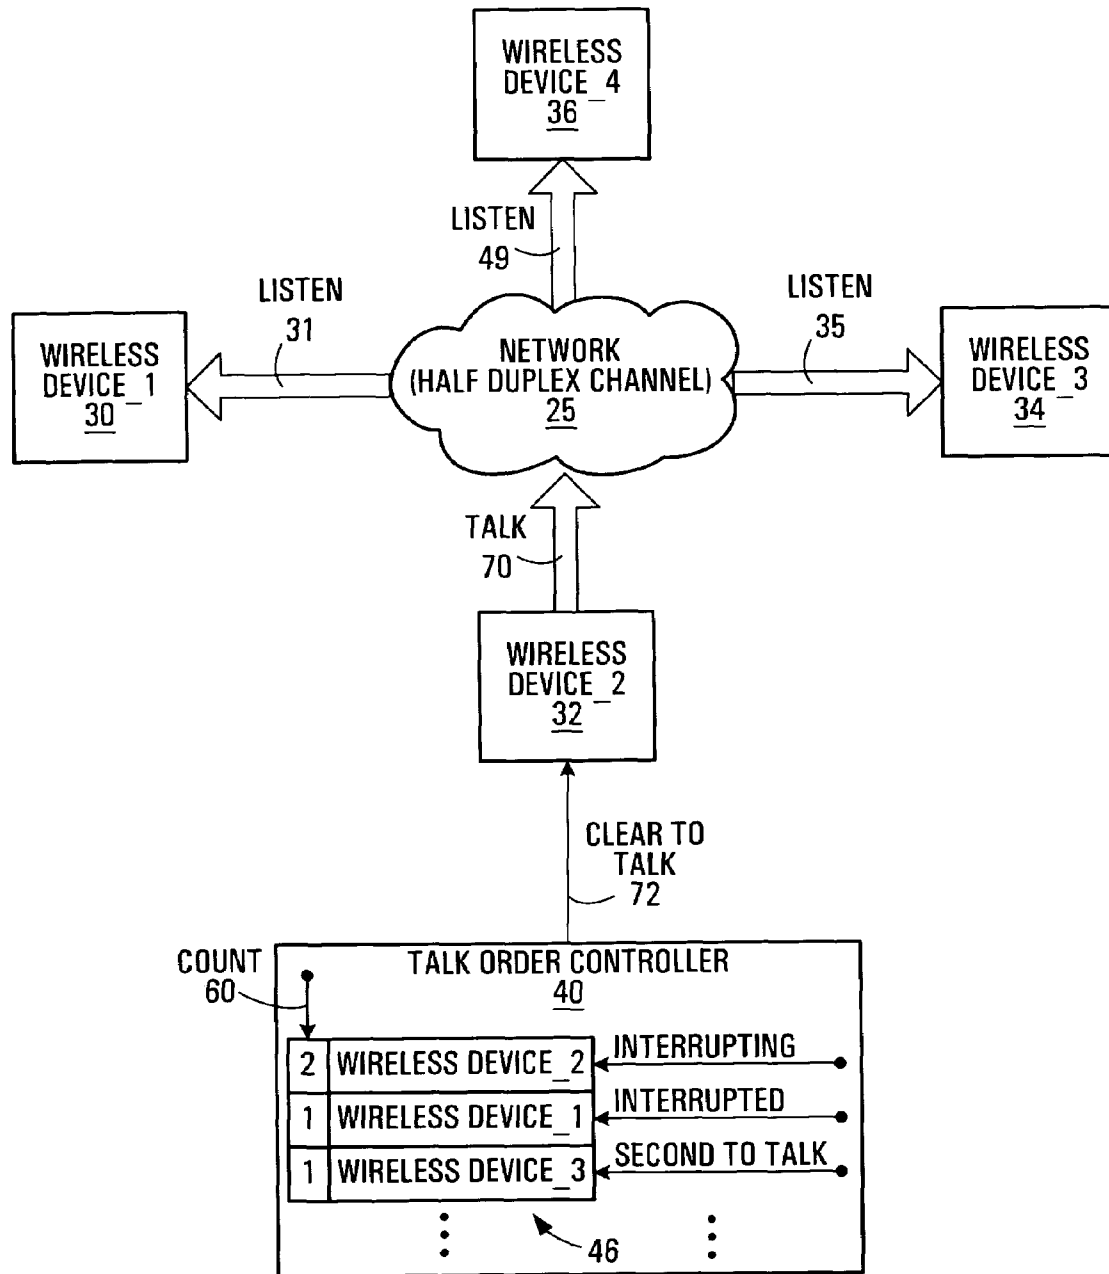 WIRELESS
DEVICE_4
36
LISTEN
49
LISTEN
31
LISTEN
35
WIRELESS
DEVICE_1
30
NETWORK
(HALF DUPLEX CHANNEL)
25
WIRELESS
DEVICE_3
34
TALK
70
WIRELESS
DEVICE_2
32
CLEAR TO
TALK
72
COUNT
60
TALK ORDER CONTROLLER
40
2 WIRELESS DEVICE_2 INTERRUPTING
1 WIRELESS DEVICE_1 INTERRUPTED
1 WIRELESS DEVICE_3 SECOND TO TALK
46